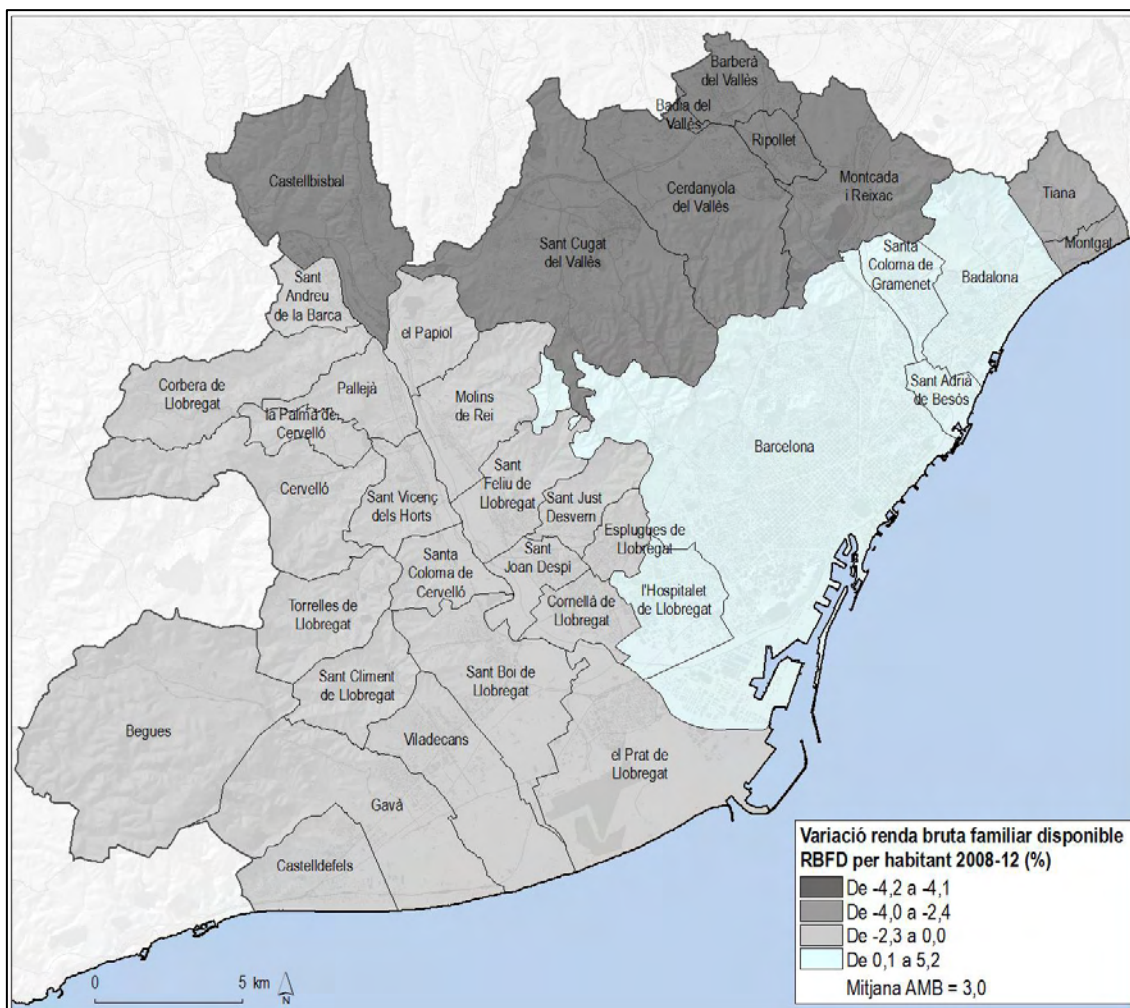 Barberà
del Vallès
Badia del
Vallès
Ripollet
Castellbisbal
Cerdanyola
del Vallès
Montcada
i Reixac
Tiana
Montgat
Sant Cugat
del Vallès
Santa
Coloma de
Gramenet
Badalona
Sant
Andreu
de la Barca
el Papiol
Corbera de
Llobregat
Pallejà
Molins
de Rei
Sant Adrià
de Besós
la Palma de
Cervelló
Barcelona
Cervelló
Sant Vicenç
dels Horts
Sant
Feliu de
Llobregat
Sant Just
Desvern
Esplugues de
Llobregat
Santa
Coloma de
Cervelló
Sant
Joan Despí
Torrelles de
Llobregat
Cornellà de
Llobregat
l'Hospitalet
de Llobregat
Sant Climent
de Llobregat
Sant Boi de
Llobregat
Begues
Viladecans
el Prat de
Llobregat
Gavà
Castelldefels
Variació renda bruta familiar disponible
RBFD per habitant 2008-12 (%)
De -4,2 a -4,1
De -4,0 a -2,4
De -2,3 a 0,0
De 0,1 a 5,2
Mitjana AMB = 3,0
0 5 km
N